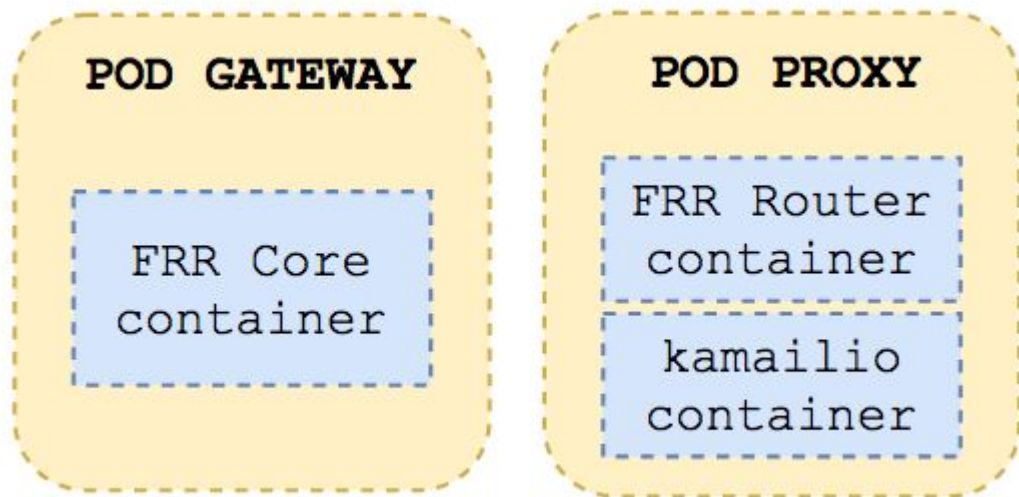 POD GATEWAY
FRR Core
container
POD PROXY
FRR Router
container
kamailio
container